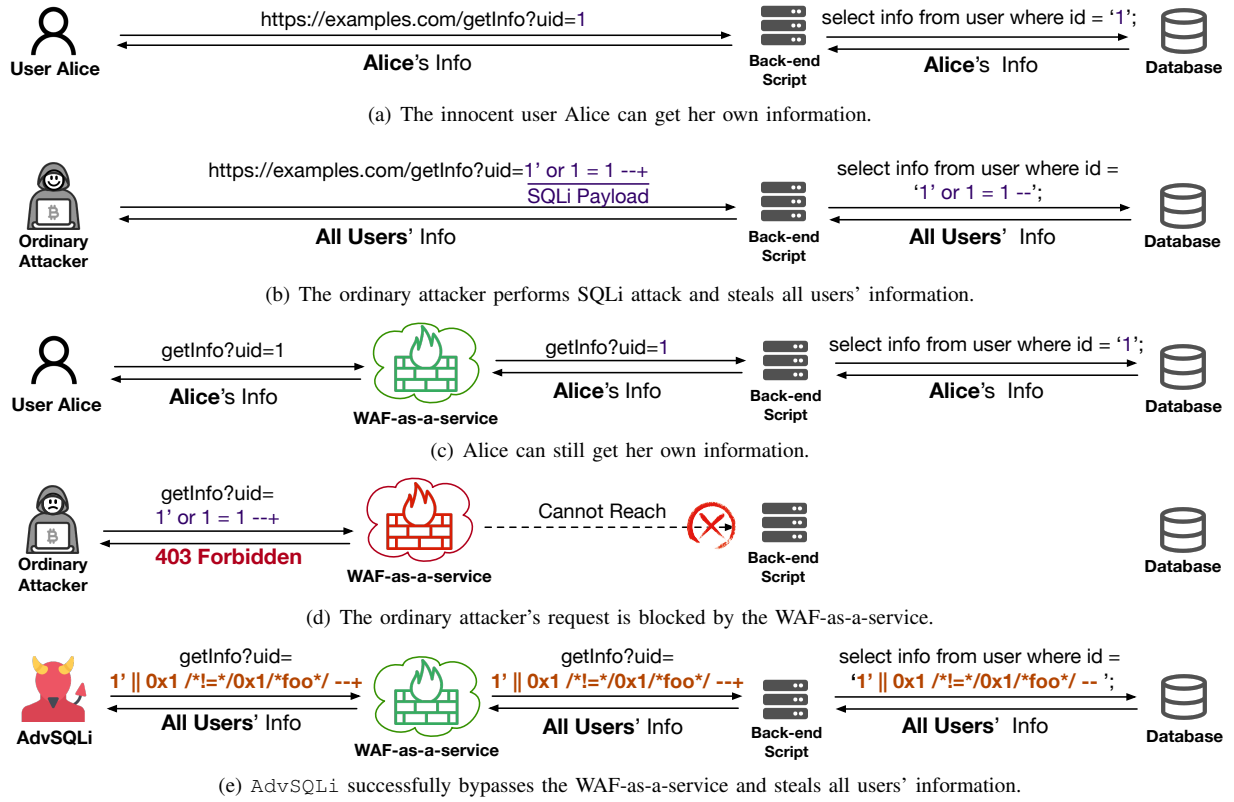 https://examples.com/getInfo?uid=1
select info from user where id = ‘1’;
User Alice
Alice’s Info
Back-end
Script
Alice’s Info
Database
(a) The innocent user Alice can get her own information.
https://examples.com/getInfo?uid=1’ or 1 = 1 --+
SQLi Payload
select info from user where id =
‘1’ or 1 = 1 --’;
Ordinary
Attacker
All Users’ Info
Back-end
Script
All Users’ Info
Database
(b) The ordinary attacker performs SQLi attack and steals all users’ information.
getInfo?uid=1
getInfo?uid=1
select info from user where id = ‘1’;
User Alice
Alice’s Info
WAF-as-a-service
Alice’s Info
Back-end
Script
Alice’s Info
Database
(c) Alice can still get her own information.
getInfo?uid=
1’ or 1 = 1 --+
Cannot Reach
Ordinary
Attacker
403 Forbidden
WAF-as-a-service
Back-end
Script
Database
(d) The ordinary attacker’s request is blocked by the WAF-as-a-service.
getInfo?uid=
1’ || 0x1 /*!=*/0x1/*foo*/ --+
getInfo?uid=
1’ || 0x1 /*!=*/0x1/*foo*/ --+
select info from user where id =
‘1’ || 0x1 /*!=*/0x1/*foo*/ -- ’;
AdvSQLi
All Users’ Info
WAF-as-a-service
All Users’ Info
Back-end
Script
All Users’ Info
Database
(e) AdvSQLi successfully bypasses the WAF-as-a-service and steals all users’ information.